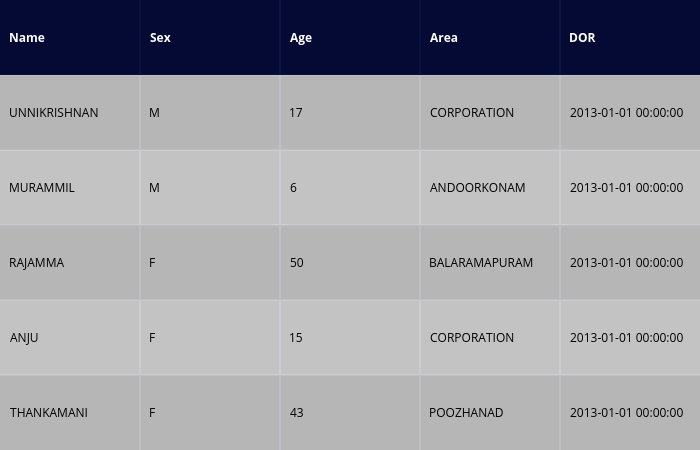 Name Sex Age Area DOR
UNNIKRISHNAN M 17 CORPORATION 2013-01-01 00:00:00
MURAMMIL M 6 ANDOORKONAM 2013-01-01 00:00:00
RAJAMMA F 50 BALARAMAPURAM 2013-01-01 00:00:00
ANJU F 15 CORPORATION 2013-01-01 00:00:00
THANKAMANI F 43 POOZHANAD 2013-01-01 00:00:00